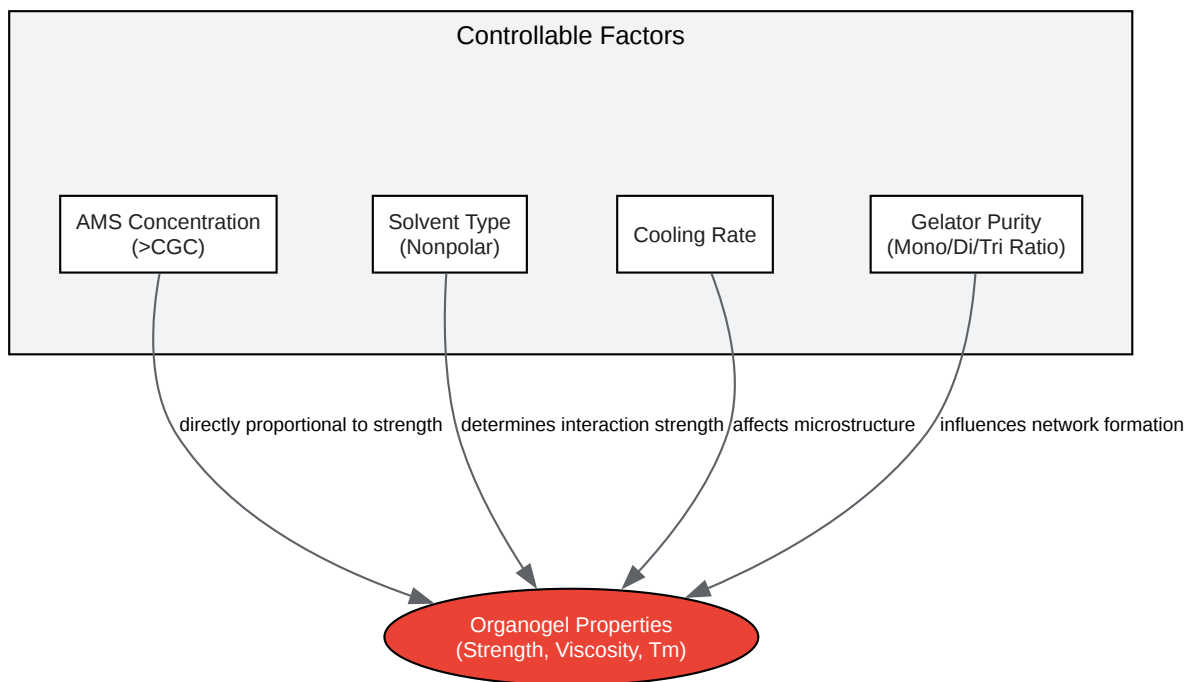 Controllable Factors
AMS Concentration
(>CGC)
Solvent Type
(Nonpolar)
Cooling Rate
Gelator Purity
(Mono/Di/Tri Ratio)
directly proportional to strength
determines interaction strength
affects microstructure
influences network formation
Organogel Properties
(Strength, Viscosity, Tm)